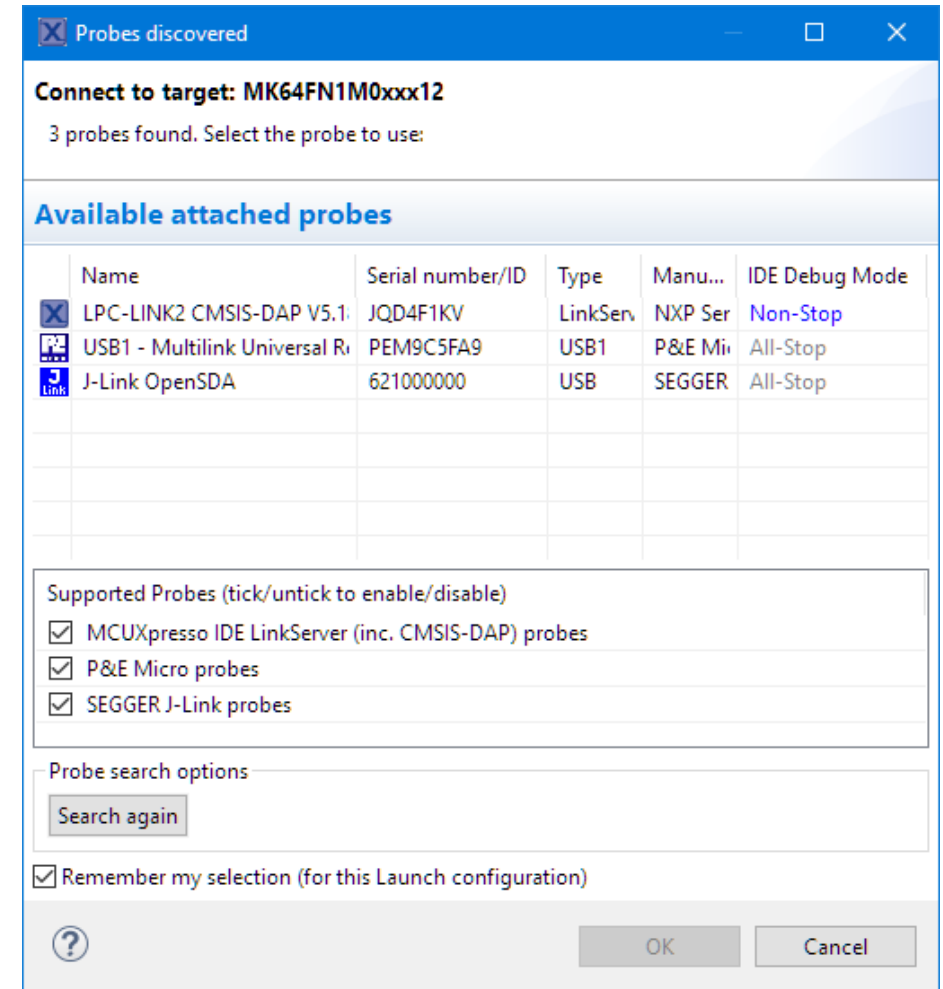 Probes discovered
Connect to target: MK64FN1M0xxx12
3 probes found. Select the probe to use:
Available attached probes
Name Serial number/ID Type Manu... IDE Debug Mode
LPC-LINK2 CMSIS-DAP V5.1 JQD4F1KV LinkServ NXP Ser Non-Stop
USB1 - Multilink Universal R PEM9C5FA9 USB1 P&E Mi All-Stop
J-Link OpenSDA 621000000 USB SEGGER All-Stop
Supported Probes (tick/untick to enable/disable)
MCUXpresso IDE LinkServer (inc. CMSIS-DAP) probes
P&E Micro probes
SEGGER J-Link probes
Probe search options
Search again
Remember my selection (for this Launch configuration)
OK Cancel